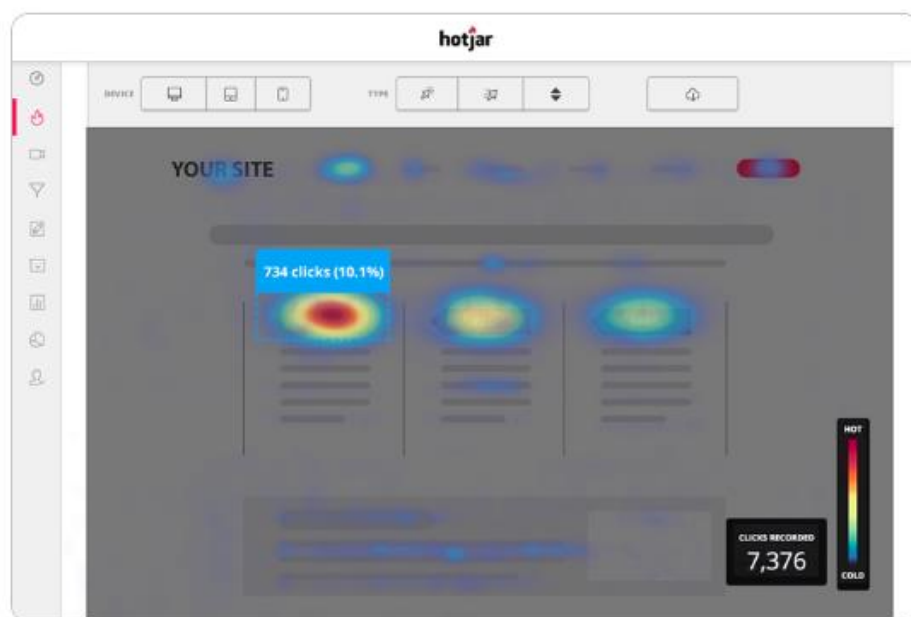 hotjar
DEVICE
TYPE
YOUR SITE
734 clicks (10.1%)
HOT
CLICKS RECORDED
7,376
COLD